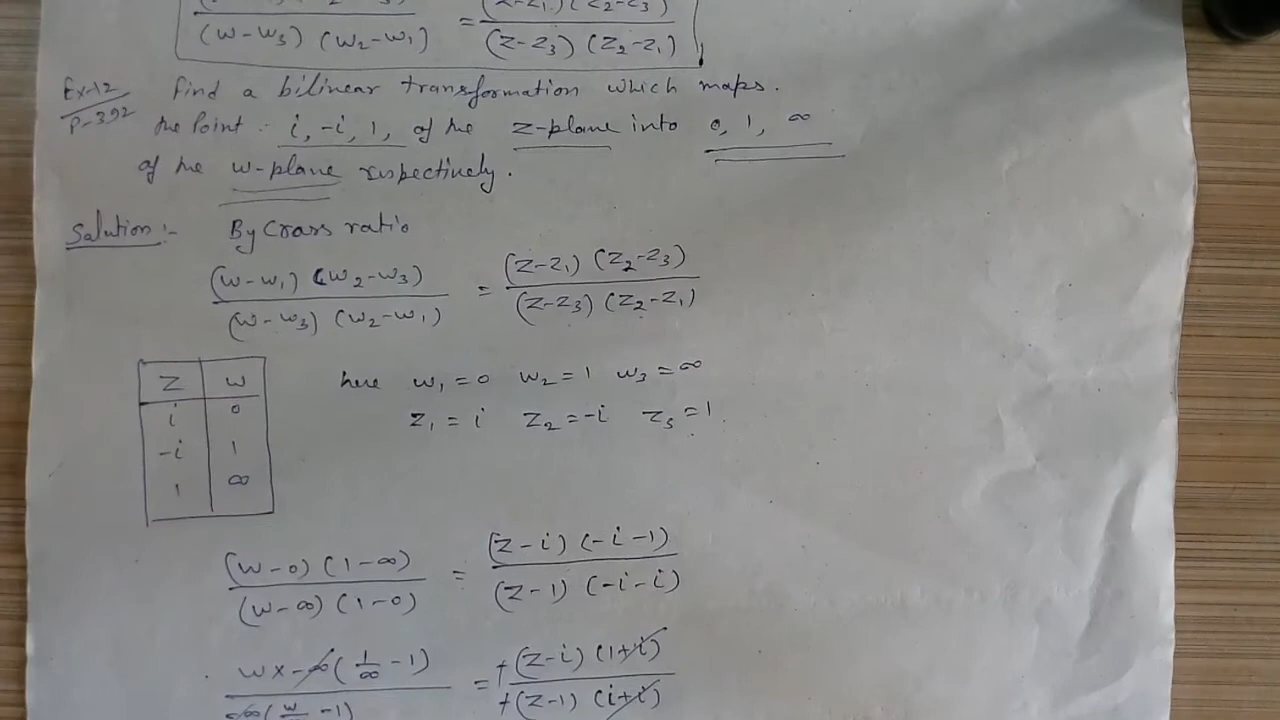 (w-w₃) (w₂-w₁) = (z-z₃) (z₂-z₁)
Ex-12 Find a bilinear transformation which maps.
P-392 the Point i, -i, 1, of the z-plane into 0, 1, ∞
of the w-plane respectively.
Solution:- By Crass ratio
(w-w₁) (w₂-w₃) / (w-w₃) (w₂-w₁) = (z-z₁) (z₂-z₃) / (z-z₃) (z₂-z₁)
z w
i 0
-i 1
1 ∞
here w₁=0 w₂=1 w₃=∞
z₁=i z₂=-i z₃=1
(w-0) (1-∞) / (w-∞) (1-0) = (z-i) (-i-1) / (z-1) (-i-i)
w×-∞(1/∞ -1) = +(z-i) (1+i) / +(z-1) (i+i)